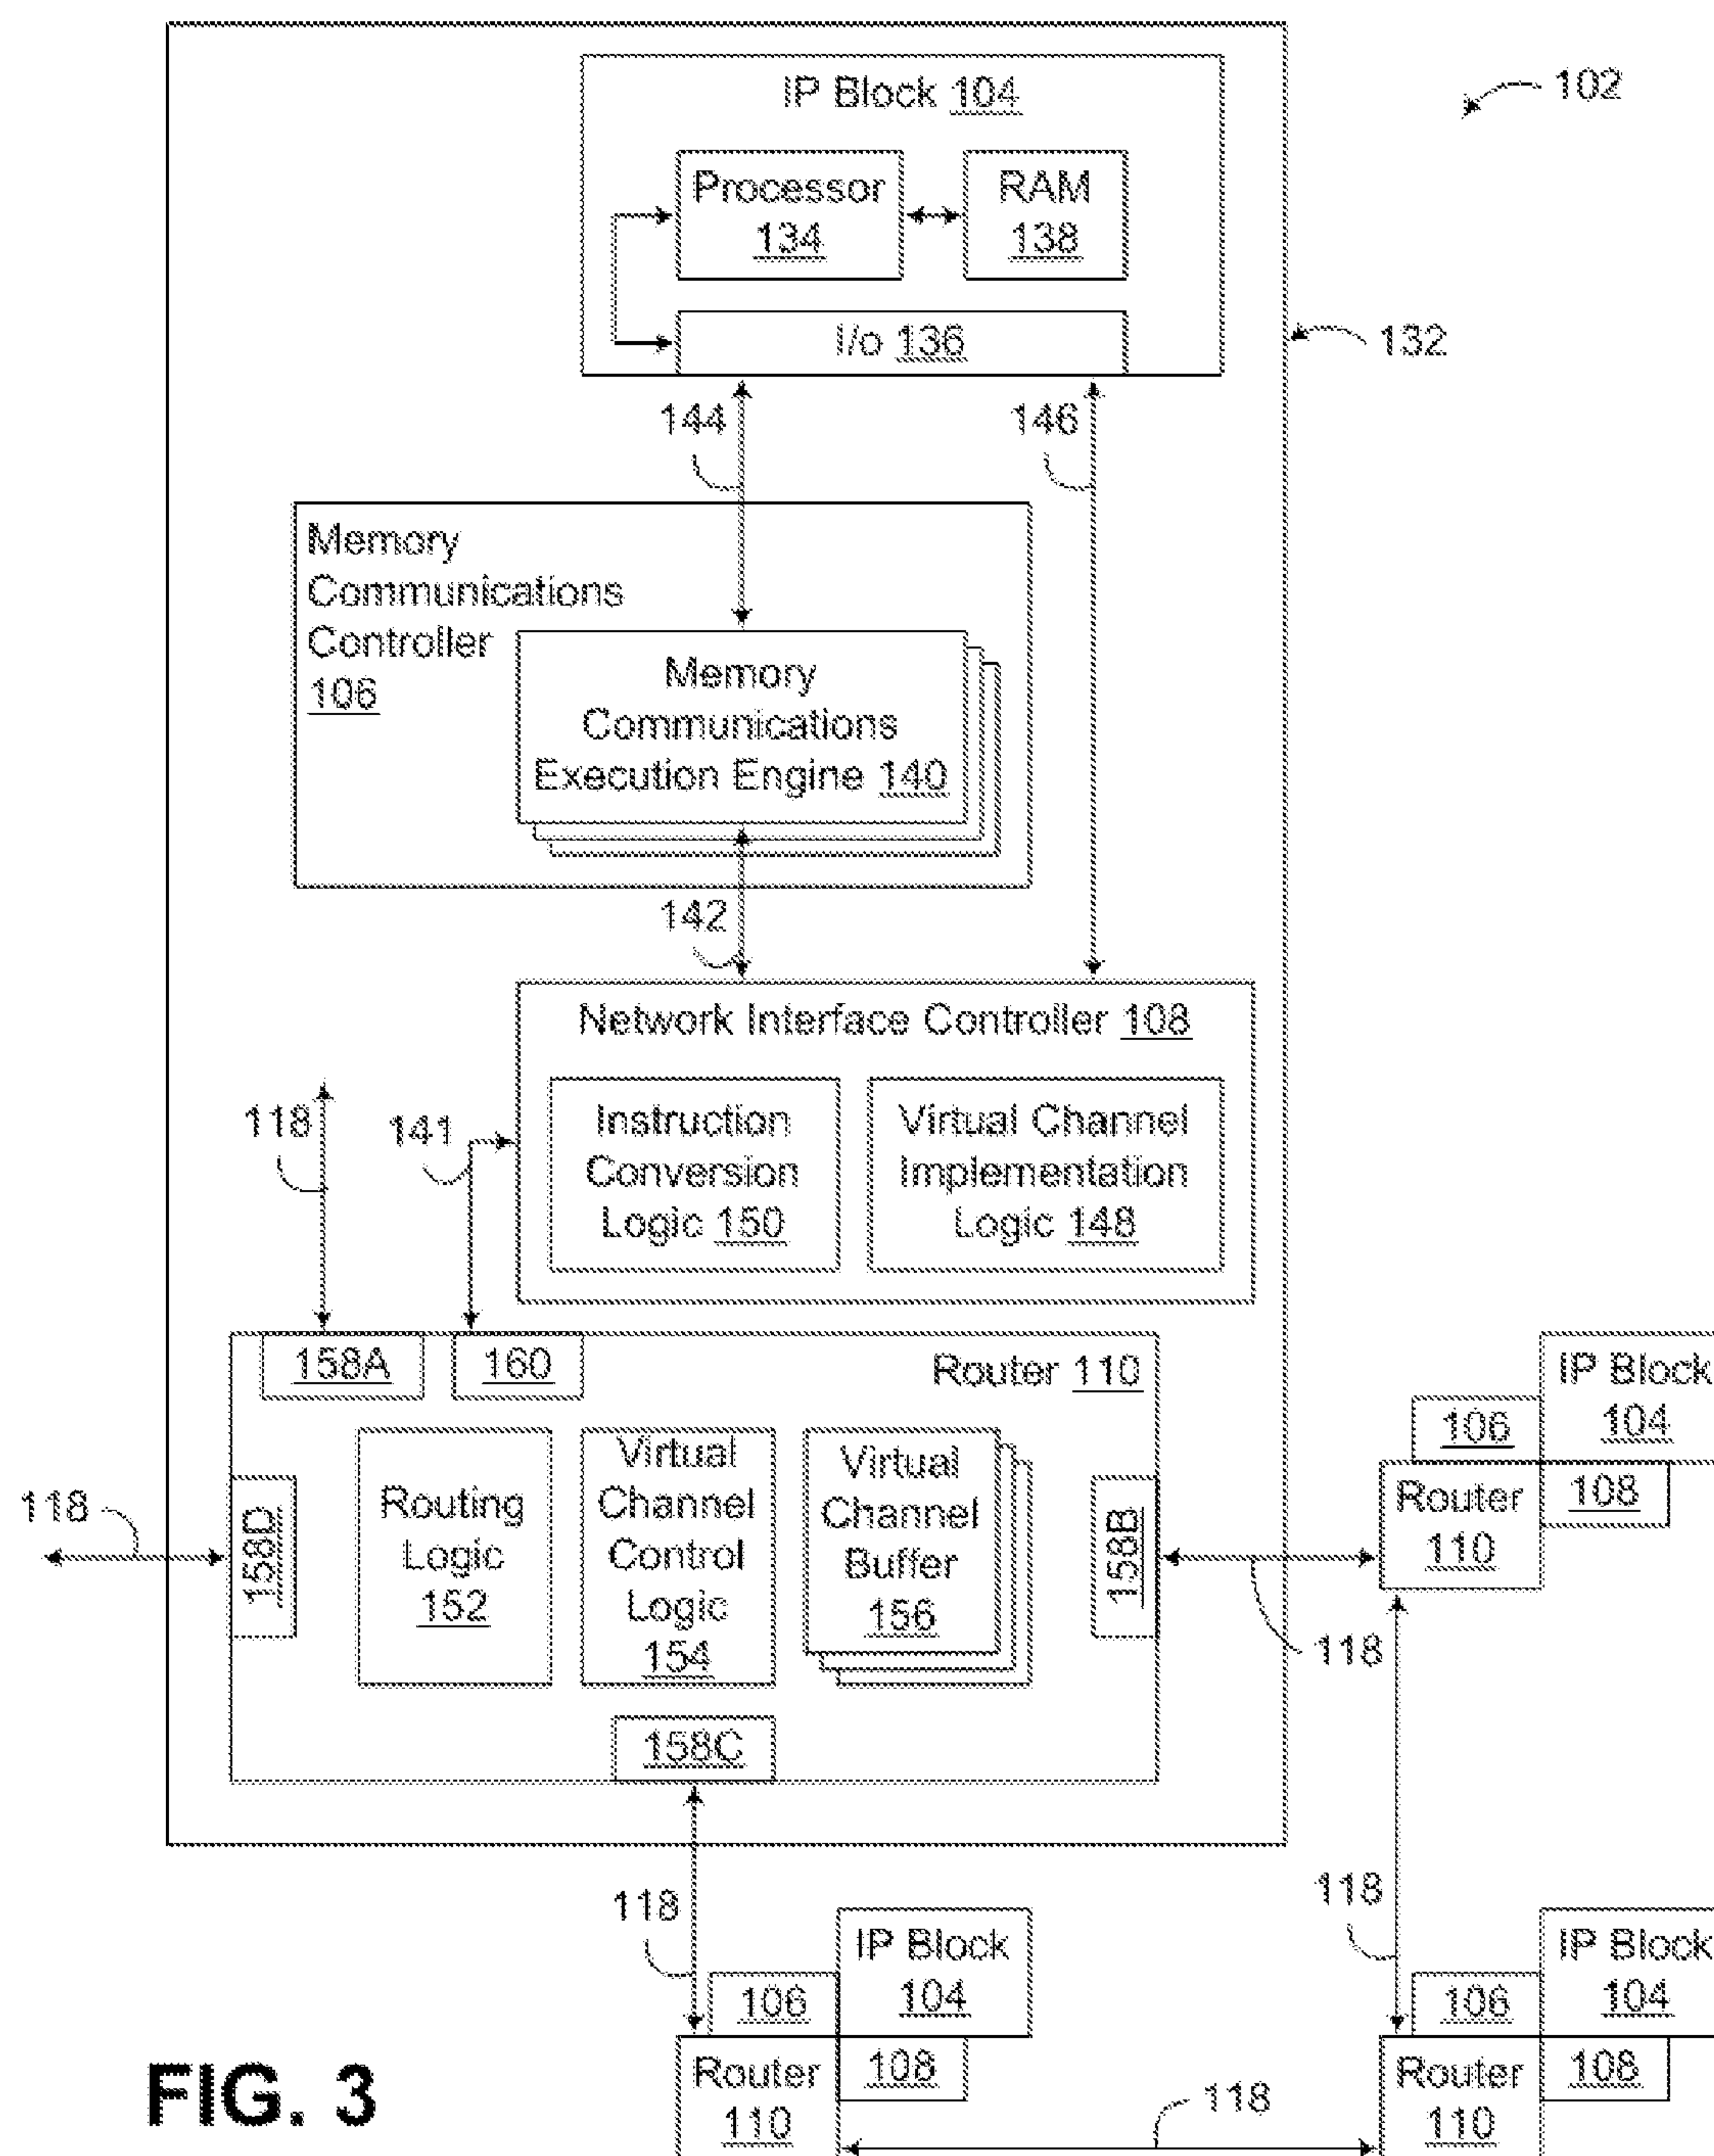 IP Block 104
102
Processor
134
RAM
138
I/o 136
132
144
146
Memory
Communications
Controller
106
Memory
Communications
Execution Engine 140
142
Network Interface Controller 108
118
141
Instruction
Conversion
Logic 150
Virtual Channel
Implementation
Logic 148
158A
160
Router 110
IP Block
104
106
Router
110
108
118
158D
Routing
Logic
152
Virtual
Channel
Control
Logic
154
Virtual
Channel
Buffer
156
158B
118
158C
118
118
IP Block
104
106
Router
110
108
IP Block
104
106
Router
110
108
118
FIG. 3